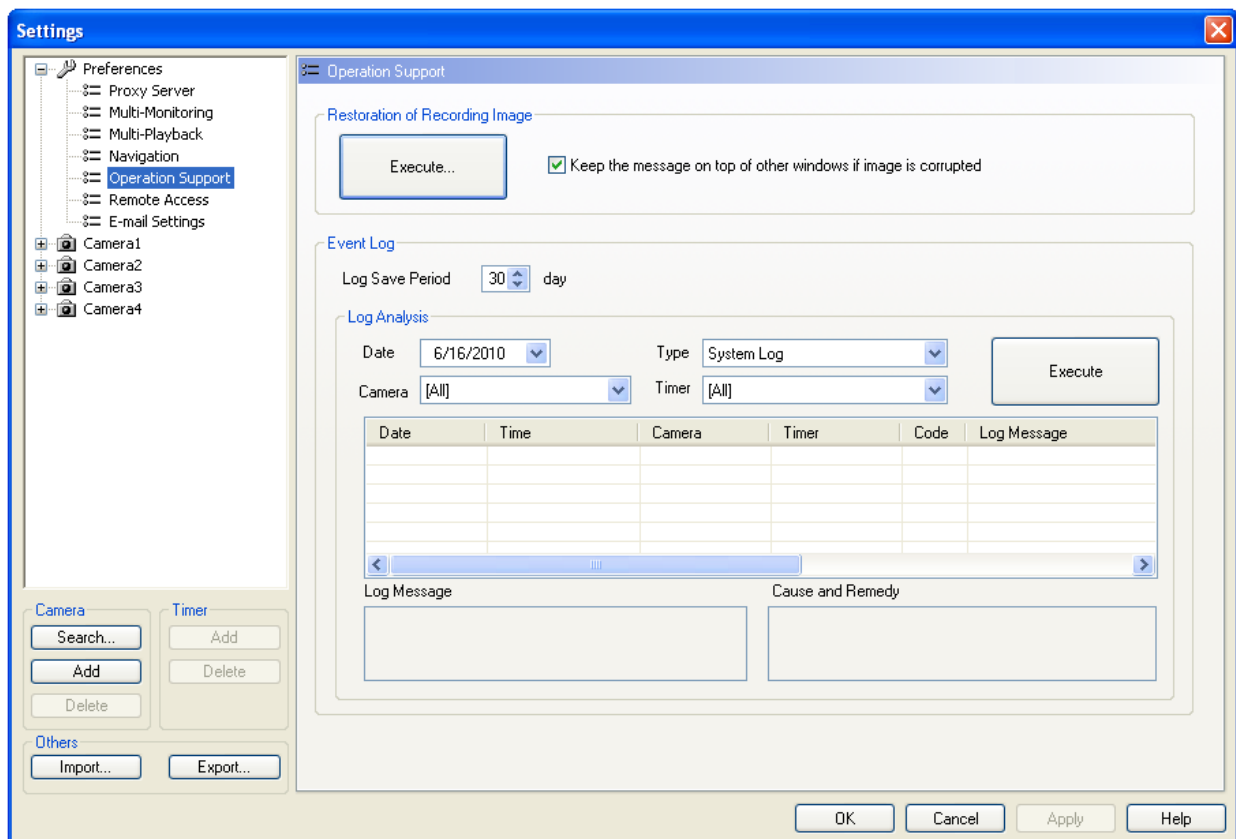 Settings
Preferences
Proxy Server
Multi-Monitoring
Multi-Playback
Navigation
Operation Support
Remote Access
E-mail Settings
Camera1
Camera2
Camera3
Camera4
Camera
Search...
Add
Delete
Timer
Add
Delete
Others
Import...
Export...
Operation Support
Restoration of Recording Image
Execute...
Keep the message on top of other windows if image is corrupted
Event Log
Log Save Period 30 day
Log Analysis
Date 6/16/2010 Type System Log
Execute
Camera [All] Timer [All]
Date Time Camera Timer Code Log Message
Log Message Cause and Remedy
OK Cancel Apply Help